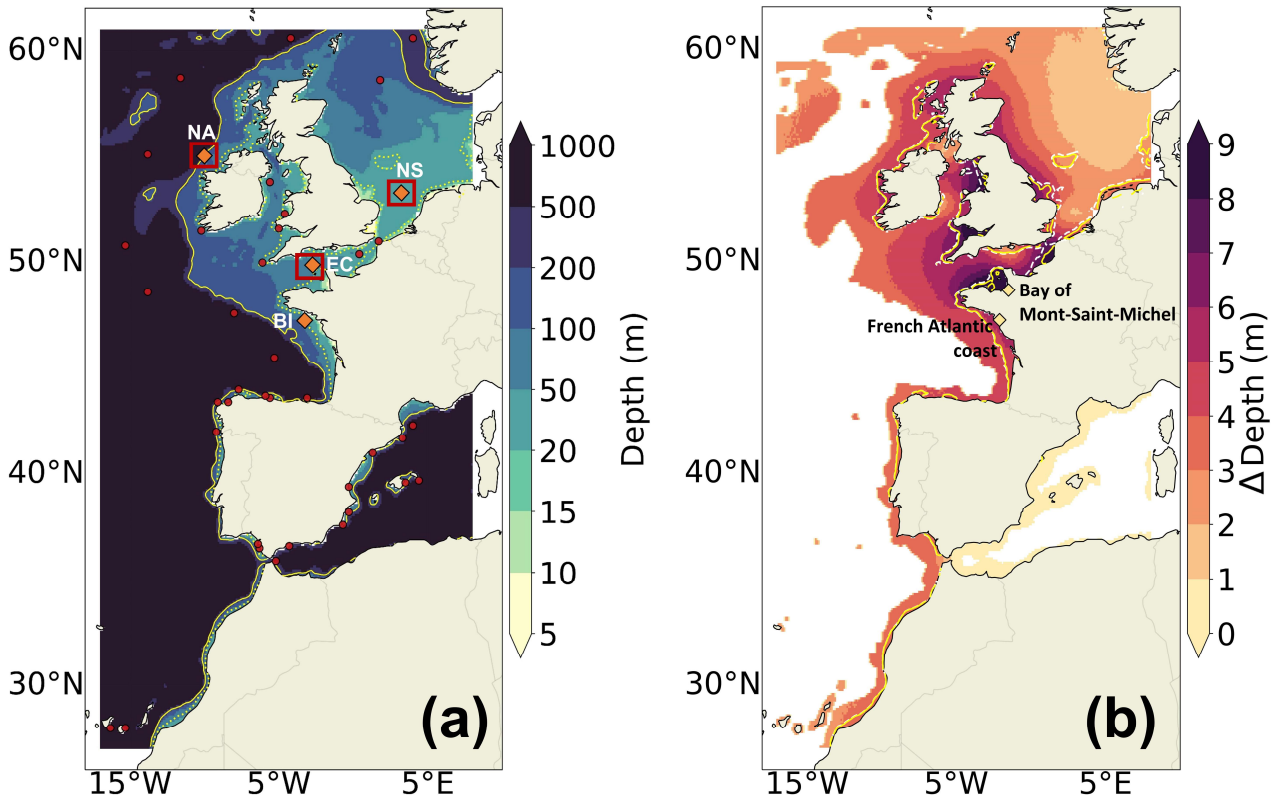 60°N
50°N
40°N
30°N
15°W
5°W
5°E
NA
NS
EC
BI
(a)
1000
500
200
100
50
20
15
10
5
Depth (m)
60°N
50°N
40°N
30°N
15°W
5°W
5°E
Bay of
Mont-Saint-Michel
French Atlantic
coast
(b)
9
8
7
6
5
4
3
2
1
0
ΔDepth (m)